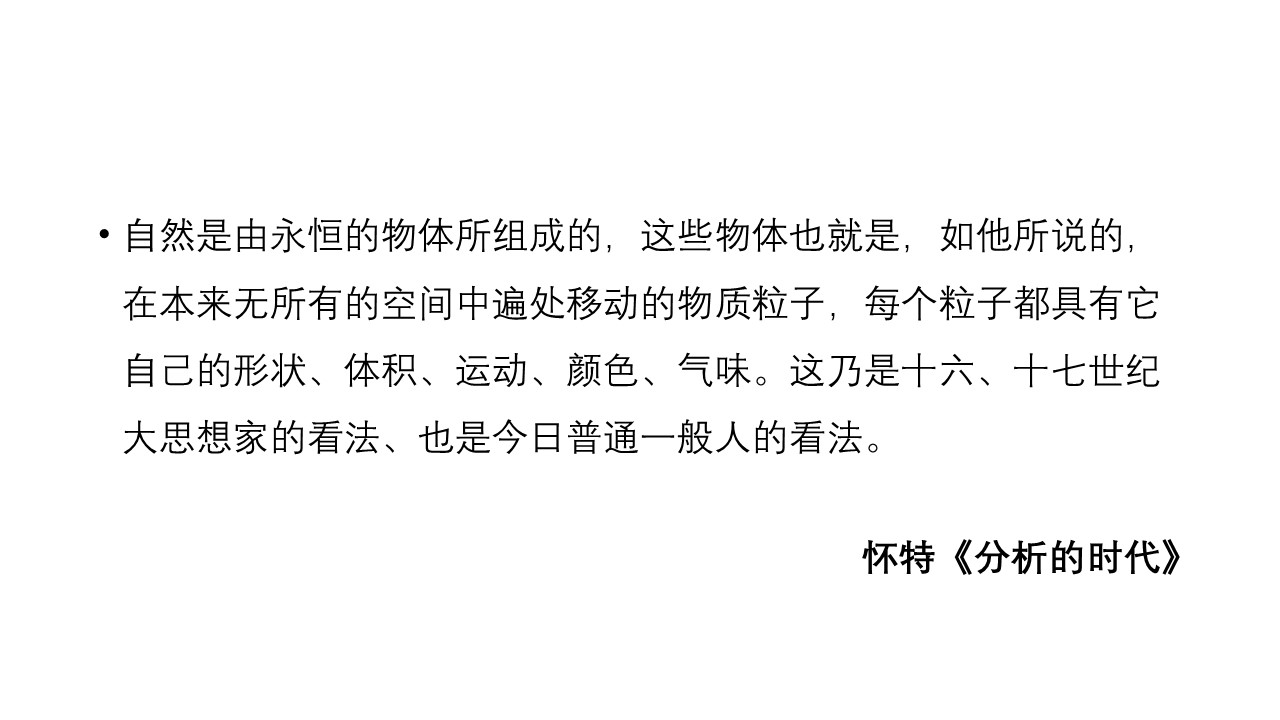 • 自然是由永恒的物体所组成的，这些物体也就是，如他所说的，
在本来无所有的空间中遍处移动的物质粒子，每个粒子都具有它
自己的形状、体积、运动、颜色、气味。这乃是十六、十七世纪
大思想家的看法、也是今日普通一般人的看法。
怀特《分析的时代》